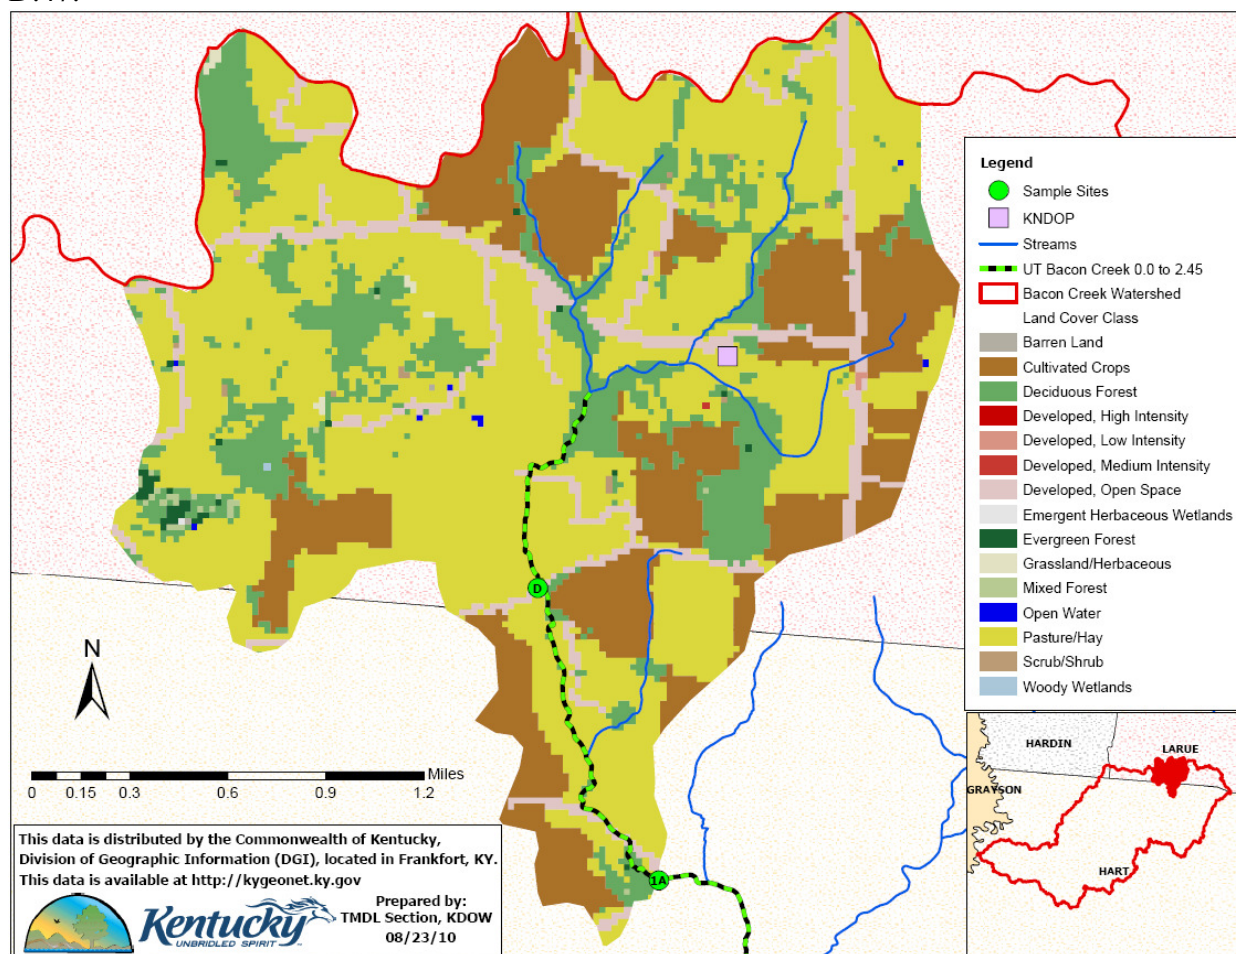 D
1A
N
Miles
0 0.15 0.3 0.6 0.9 1.2
This data is distributed by the Commonwealth of Kentucky,
Division of Geographic Information (DGI), located in Frankfort, KY.
This data is available at http://kygeonet.ky.gov
Kentucky
UNBRIDLED SPIRIT
Prepared by:
TMDL Section, KDOW
08/23/10
Legend
Sample Sites
KNDOP
Streams
UT Bacon Creek 0.0 to 2.45
Bacon Creek Watershed
Land Cover Class
Barren Land
Cultivated Crops
Deciduous Forest
Developed, High Intensity
Developed, Low Intensity
Developed, Medium Intensity
Developed, Open Space
Emergent Herbaceous Wetlands
Evergreen Forest
Grassland/Herbaceous
Mixed Forest
Open Water
Pasture/Hay
Scrub/Shrub
Woody Wetlands
HARDIN
LARUE
GRAYSON
HART